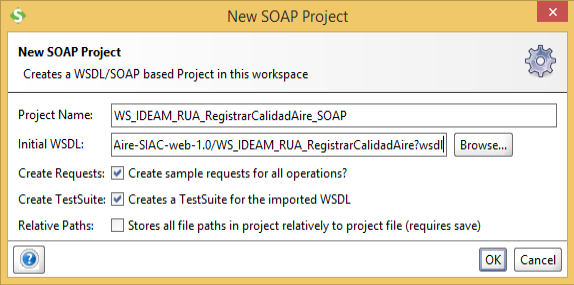 New SOAP Project
New SOAP Project
Creates a WSDL/SOAP based Project in this workspace
Project Name: WS_IDEAM_RUA_RegistrarCalidadAire_SOAP
Initial WSDL: Aire-SIAC-web-1.0/WS_IDEAM_RUA_RegistrarCalidadAire?wsdl Browse...
Create Requests: Create sample requests for all operations?
Create TestSuite: Creates a TestSuite for the imported WSDL
Relative Paths: Stores all file paths in project relatively to project file (requires save)
OK Cancel